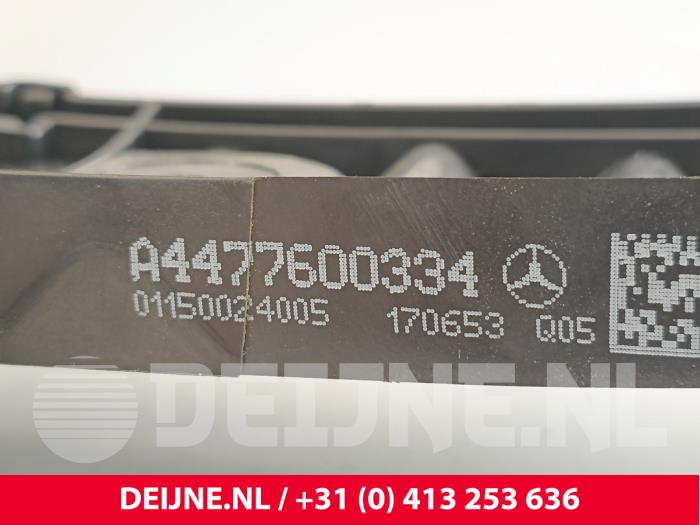 A4477600334
01150024005 170653 Q05
DEIJNE.NL
DEIJNE.NL / +31 (0) 413 253 636